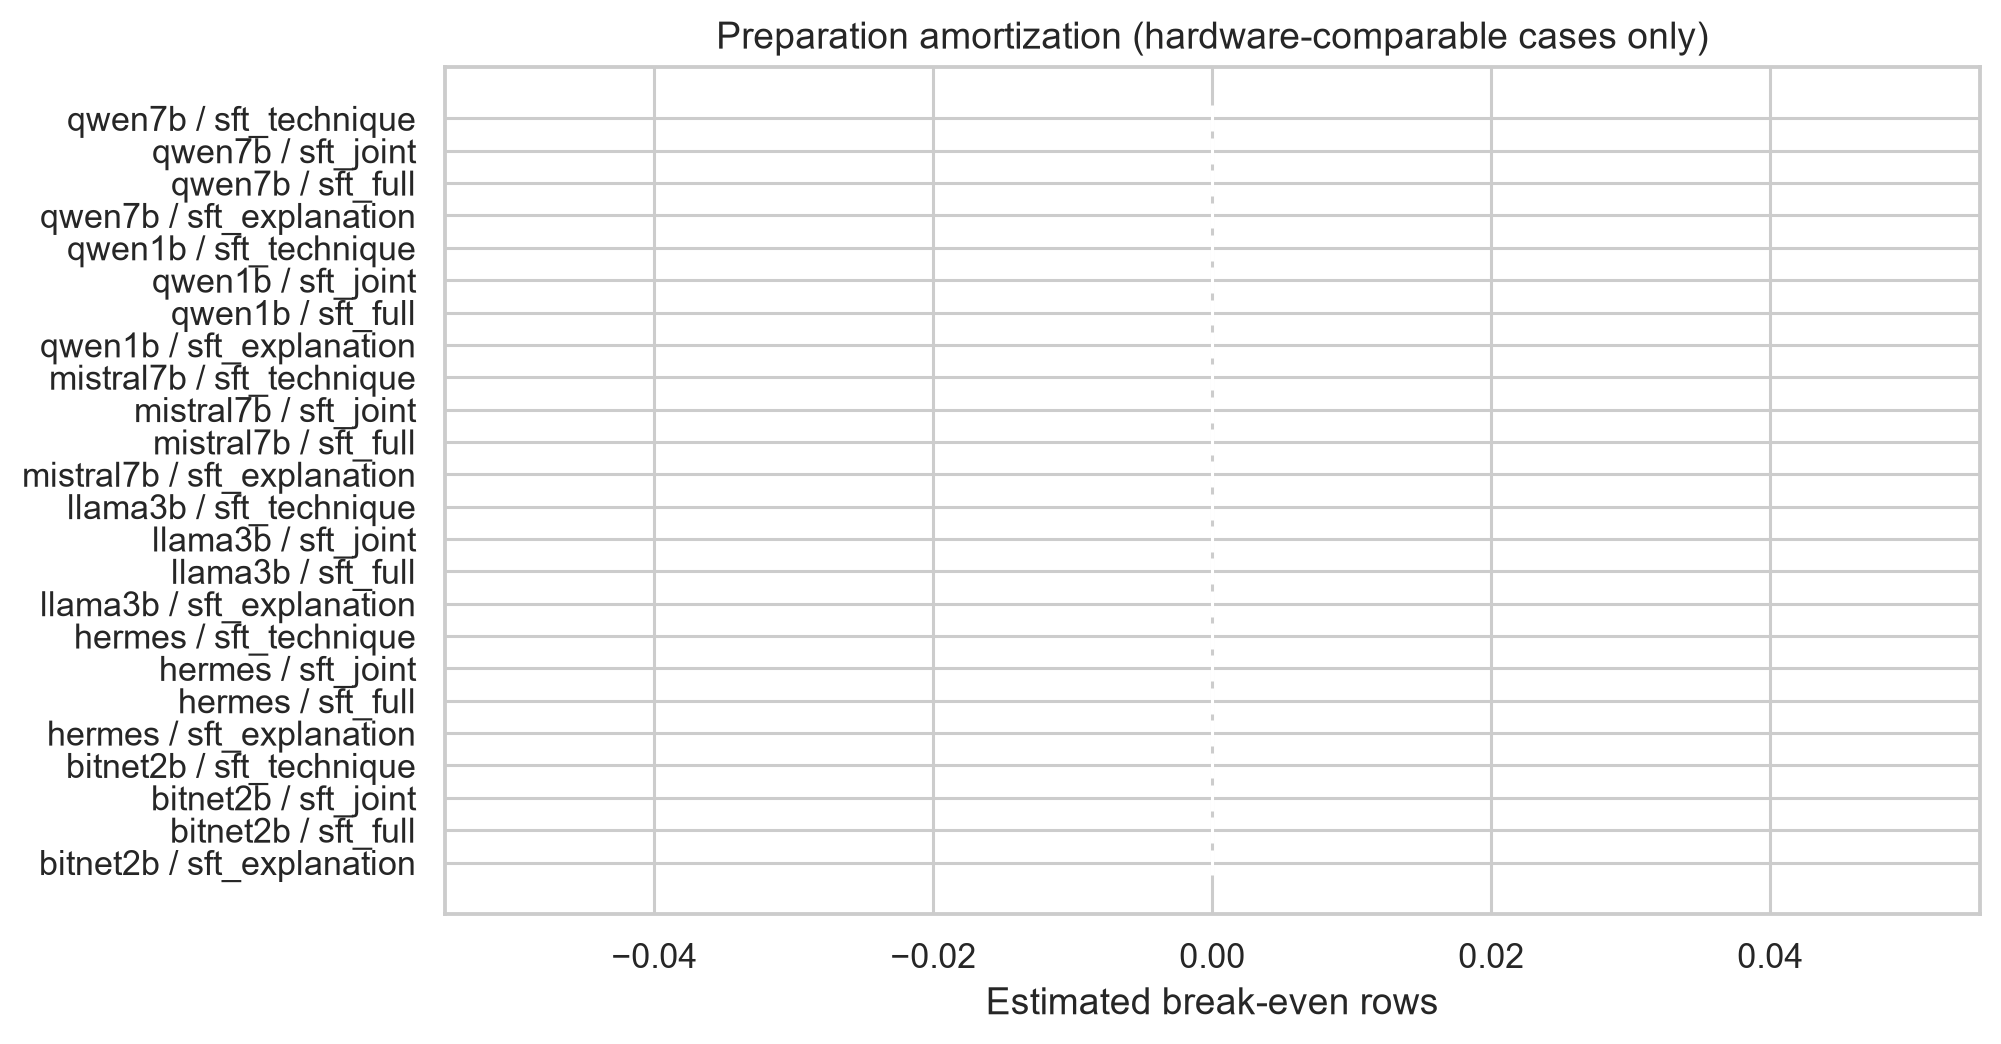 Preparation amortization (hardware-comparable cases only)
qwen7b / sft_technique
qwen7b / sft_joint
qwen7b / sft_full
qwen7b / sft_explanation
qwen1b / sft_technique
qwen1b / sft_joint
qwen1b / sft_full
qwen1b / sft_explanation
mistral7b / sft_technique
mistral7b / sft_joint
mistral7b / sft_full
mistral7b / sft_explanation
llama3b / sft_technique
llama3b / sft_joint
llama3b / sft_full
llama3b / sft_explanation
hermes / sft_technique
hermes / sft_joint
hermes / sft_full
hermes / sft_explanation
bitnet2b / sft_technique
bitnet2b / sft_joint
bitnet2b / sft_full
bitnet2b / sft_explanation
−0.04 −0.02 0.00 0.02 0.04
Estimated break-even rows